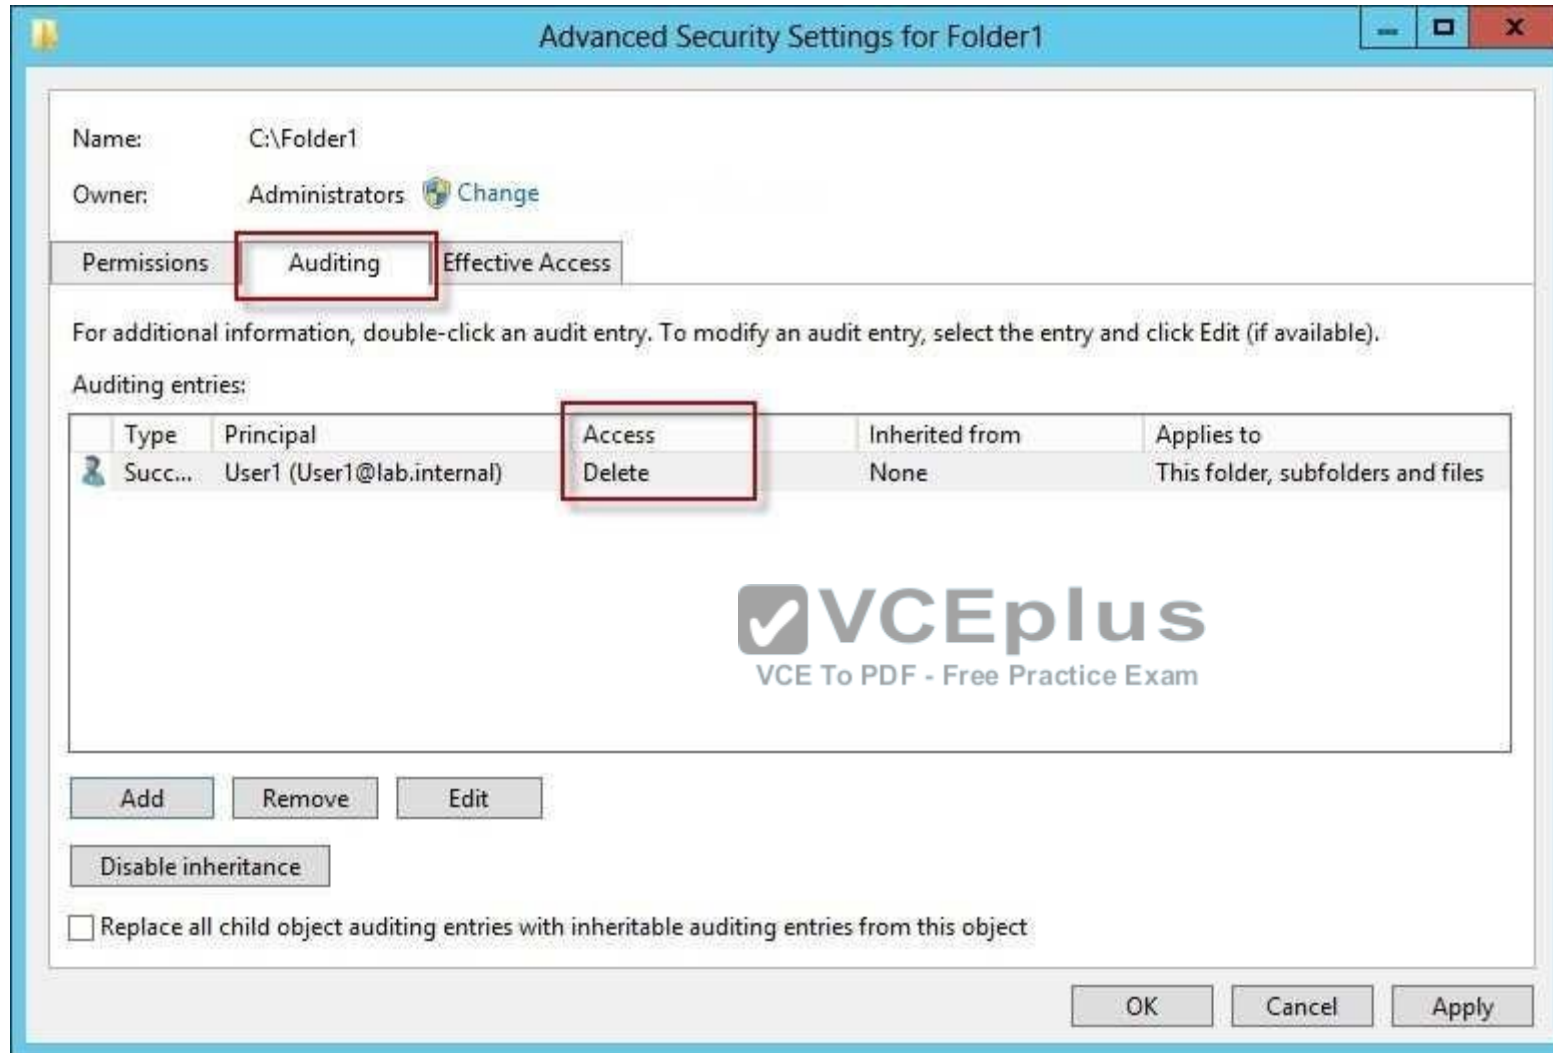 Advanced Security Settings for Folder1
Name: C:\Folder1
Owner: Administrators Change
Permissions Auditing Effective Access
For additional information, double-click an audit entry. To modify an audit entry, select the entry and click Edit (if available).
Auditing entries:
Type Principal Access Inherited from Applies to
Succ... User1 (User1@lab.internal) Delete None This folder, subfolders and files
VCEplus
VCE To PDF - Free Practice Exam
Add Remove Edit
Disable inheritance
Replace all child object auditing entries with inheritable auditing entries from this object
OK Cancel Apply